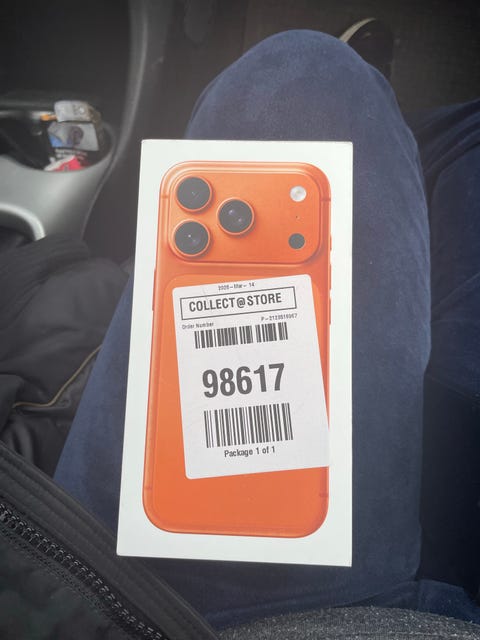 COLLECT@STORE
Order Number
98617
Package 1 of 1